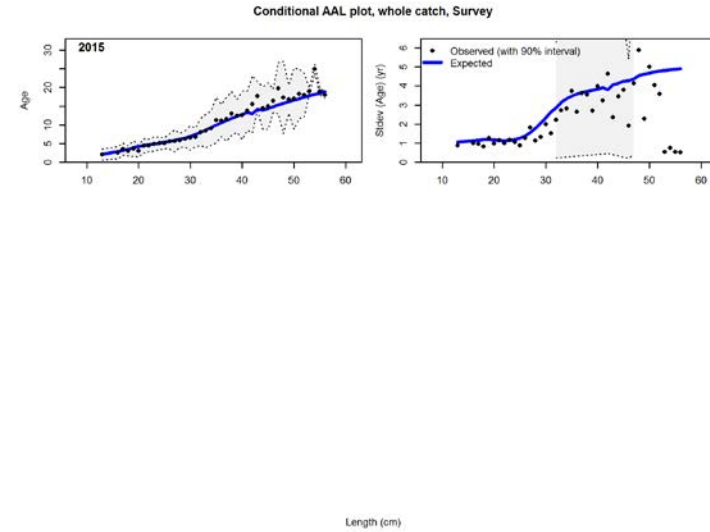 Conditional AAL plot, whole catch, Survey
2015
Age
0
5
10
20
30
10 20 30 40 50 60
Observed (with 90% interval)
Expected
Stdev (Age) (yr)
0
1
2
3
4
5
6
10 20 30 40 50 60
Length (cm)